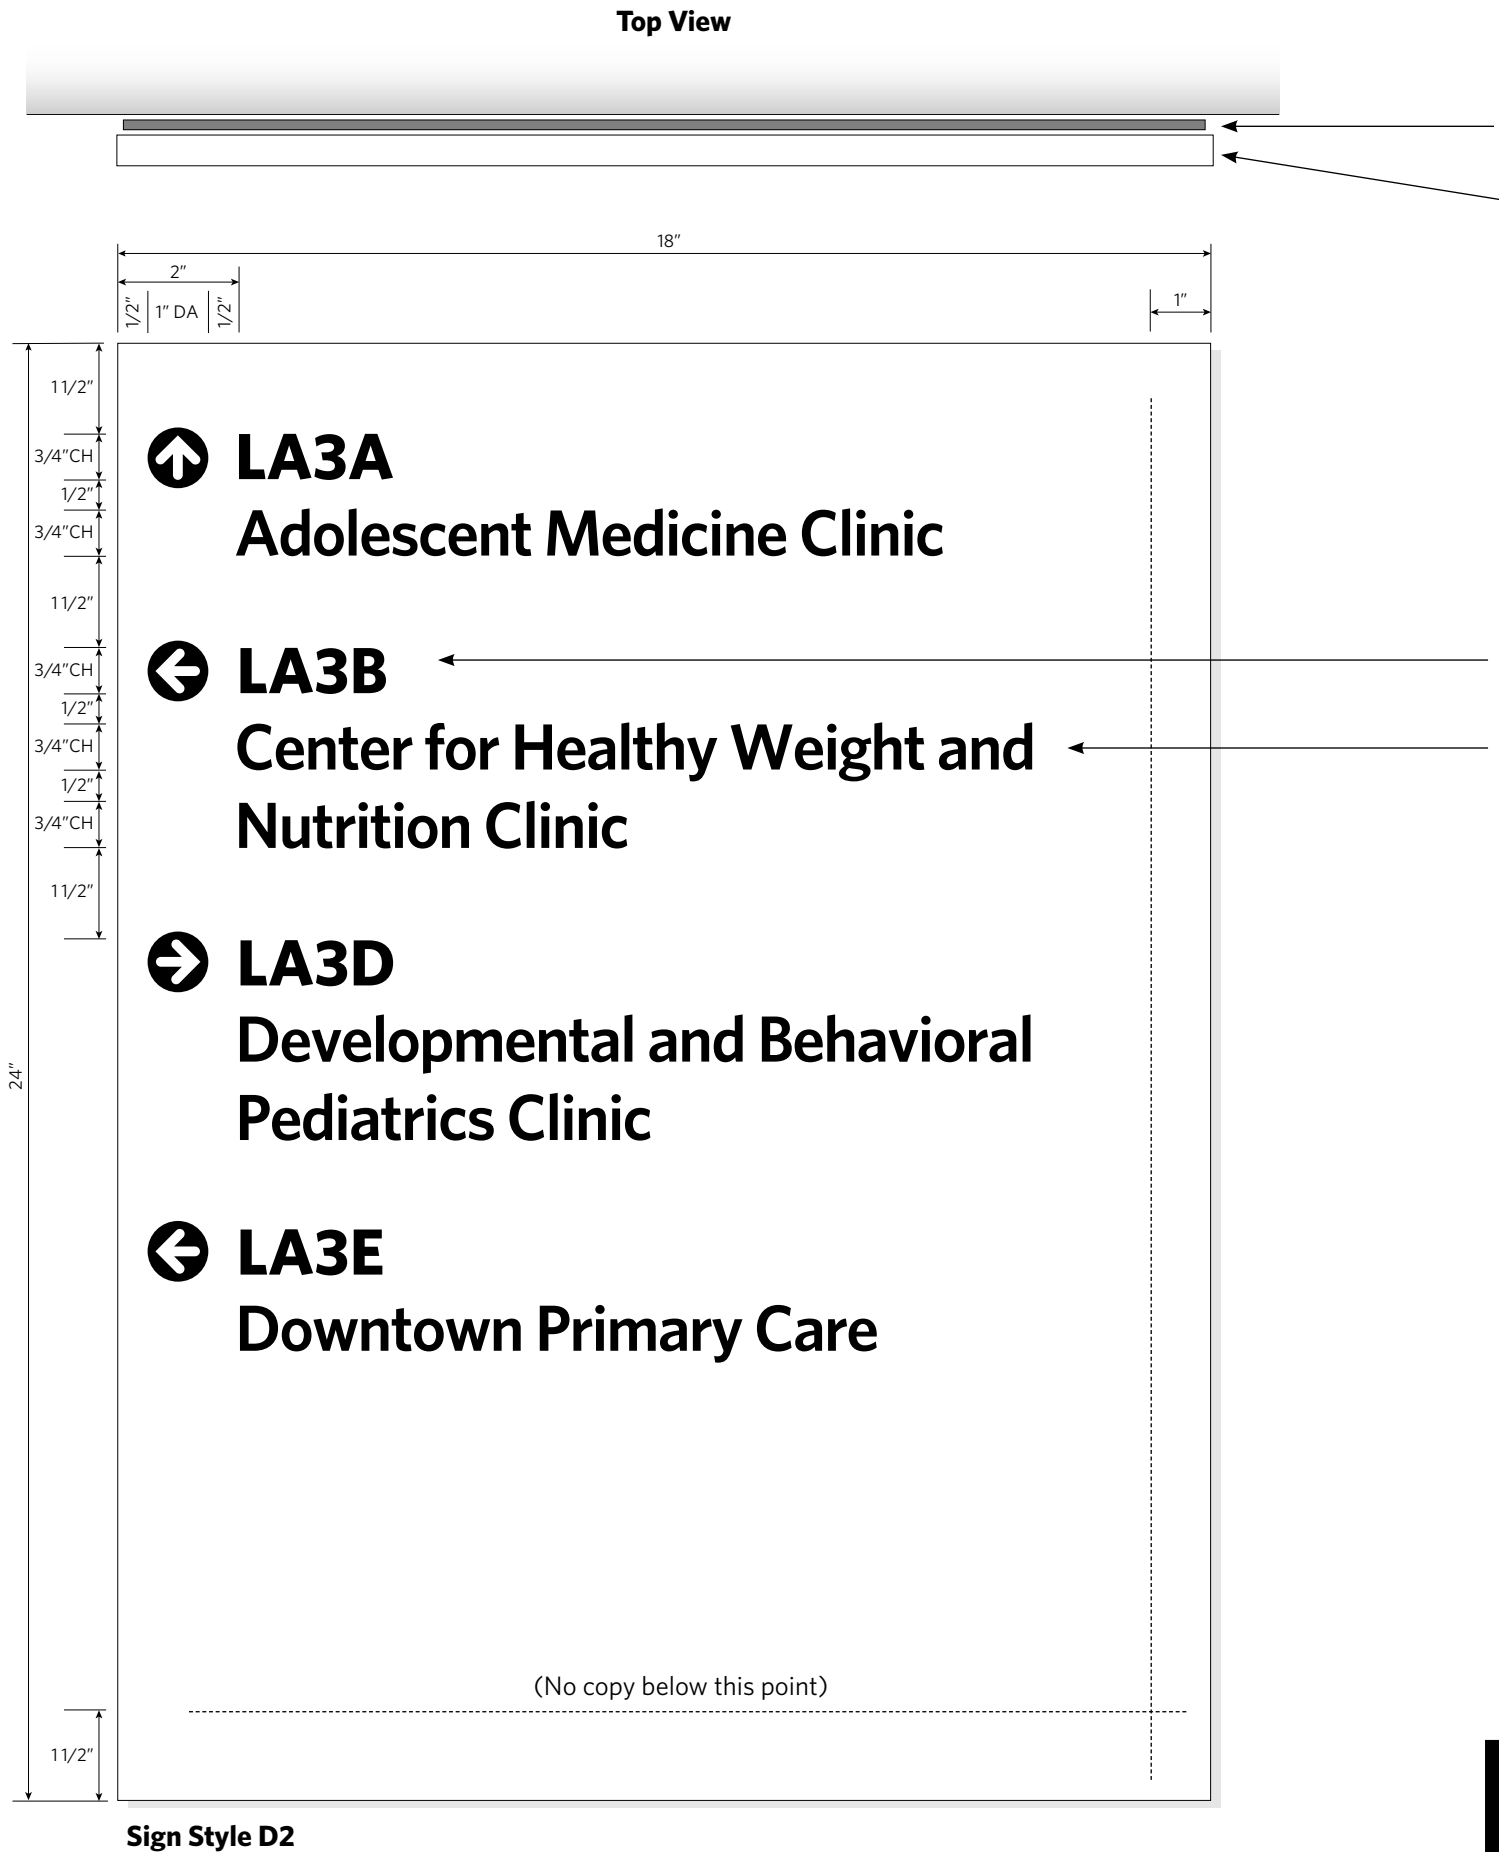 Top View
18”
2”
1/2”
1” DA
1/2”
1”
24”
11/2”
3/4”CH
1/2”
3/4”CH
11/2”
3/4”CH
1/2”
3/4”CH
1/2”
3/4”CH
11/2”
11/2”
LA3A
Adolescent Medicine Clinic
LA3B
Center for Healthy Weight and
Nutrition Clinic
LA3D
Developmental and Behavioral
Pediatrics Clinic
LA3E
Downtown Primary Care
(No copy below this point)
Sign Style D2